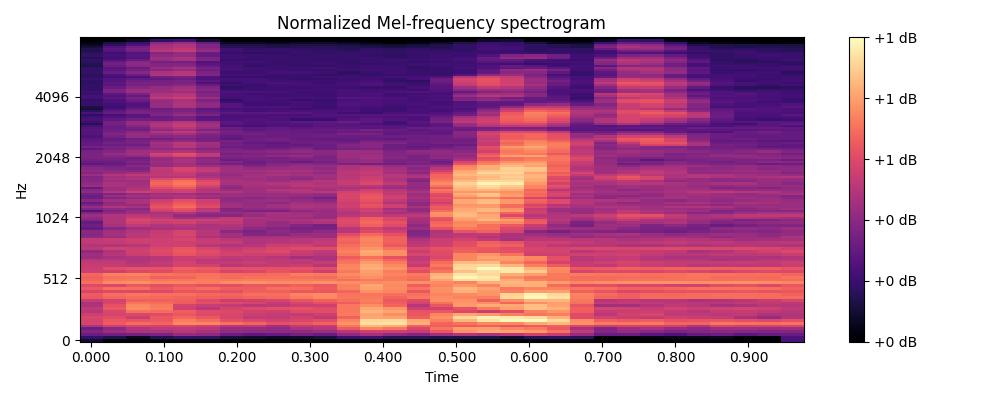 Normalized Mel-frequency spectrogram
Hz
4096
2048
1024
512
0
0.000 0.100 0.200 0.300 0.400 0.500 0.600 0.700 0.800 0.900
Time
+1 dB
+1 dB
+1 dB
+0 dB
+0 dB
+0 dB